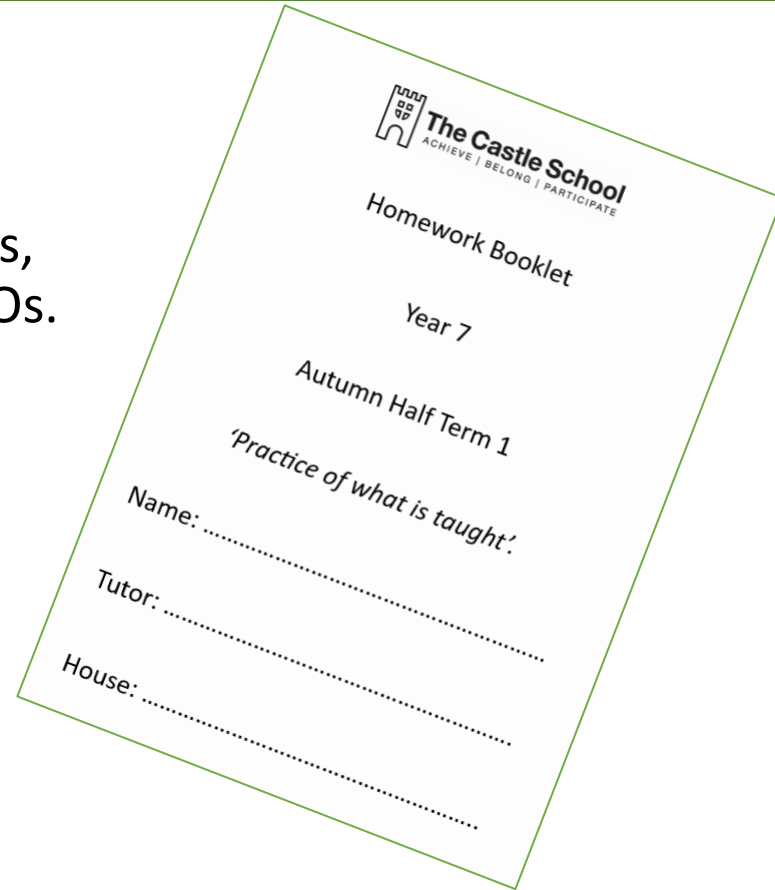 s,
Os.
The Castle School
ACHIEVE | BELONG | PARTICIPATE
Homework Booklet
Year 7
Autumn Half Term 1
‘Practice of what is taught’.
Name: ..................................................
Tutor: ..................................................
House: ..................................................